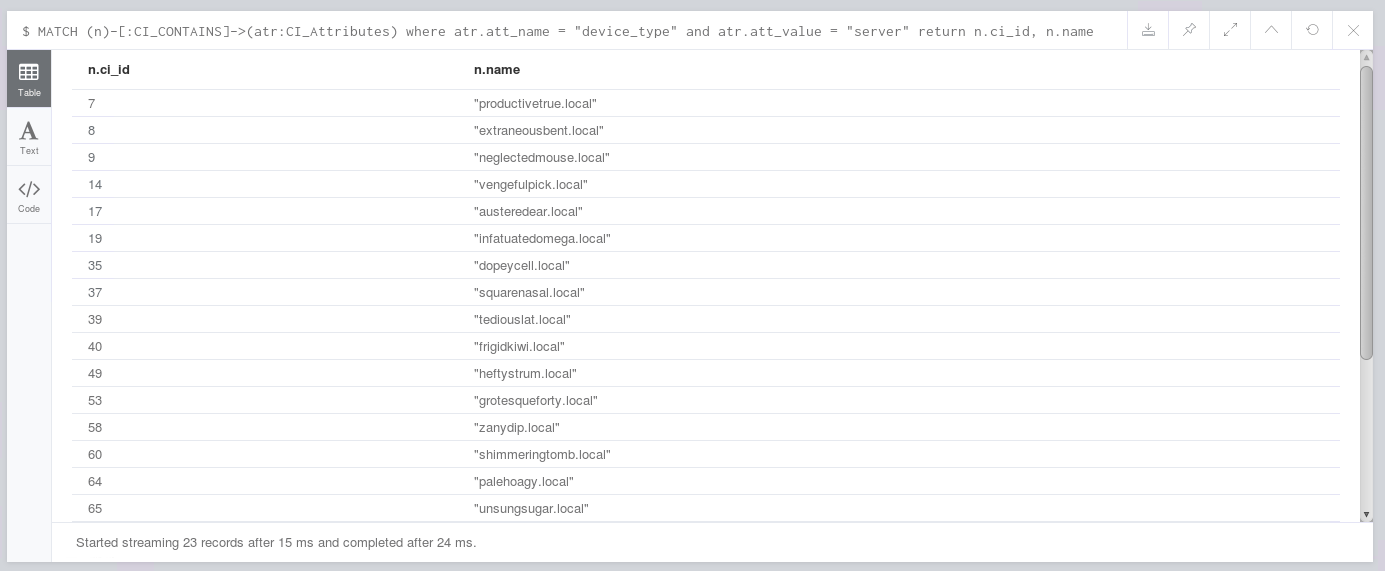 $ MATCH (n)-[:CI_CONTAINS]->(atr:CI_Attributes) where atr.att_name = "device_type" and atr.att_value = "server" return n.ci_id, n.name
Table
Text
Code
n.ci_id n.name
7 "productivetrue.local"
8 "extraneousbent.local"
9 "neglectedmouse.local"
14 "vengefulpick.local"
17 "austeredear.local"
19 "infatuatedomega.local"
35 "dopeycell.local"
37 "squarenasal.local"
39 "tediouslat.local"
40 "frigidkiwi.local"
49 "heftystrum.local"
53 "grotesqueforty.local"
58 "zanydip.local"
60 "shimmeringtomb.local"
64 "palehoagy.local"
65 "unsungsugar.local"
Started streaming 23 records after 15 ms and completed after 24 ms.